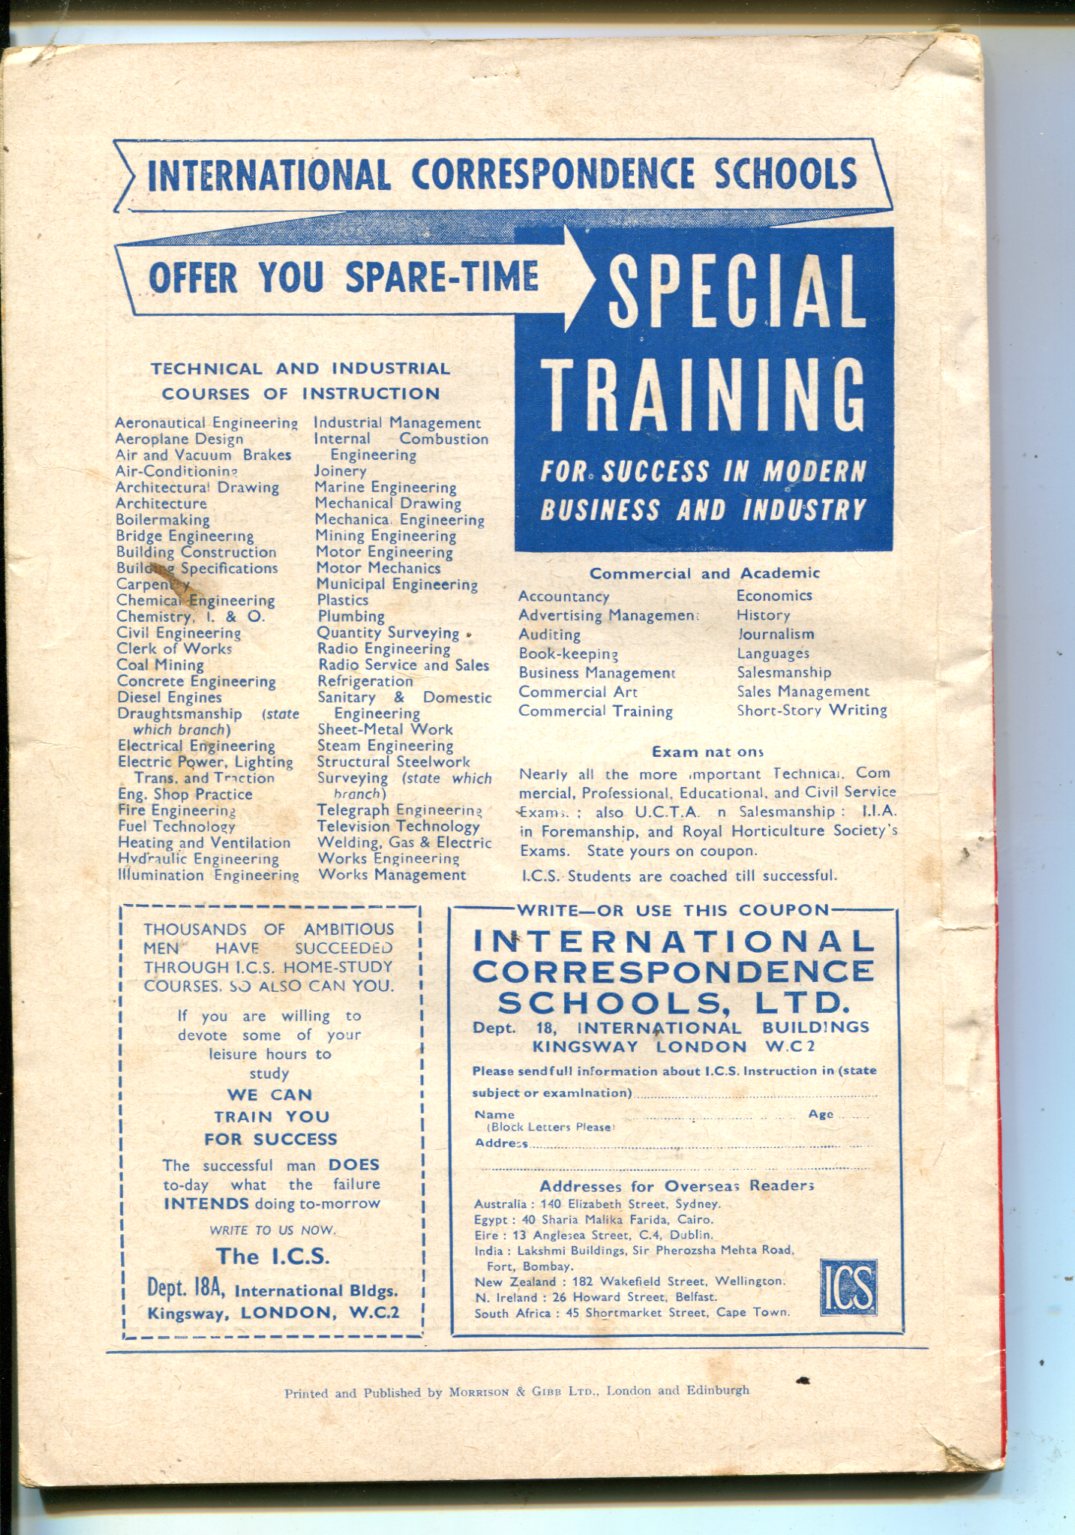 INTERNATIONAL CORRESPONDENCE SCHOOLS
OFFER YOU SPARE-TIME
SPECIAL
TRAINING
FOR SUCCESS IN MODERN
BUSINESS AND INDUSTRY
TECHNICAL AND INDUSTRIAL
COURSES OF INSTRUCTION
Aeronautical Engineering
Aeroplane Design
Air and Vacuum Brakes
Air-Conditioning
Architectural Drawing
Architecture
Boilermaking
Bridge Engineering
Building Construction
Building Specifications
Carpentry
Chemical Engineering
Chemistry, I. & O.
Civil Engineering
Clerk of Works
Coal Mining
Concrete Engineering
Diesel Engines
Draughtsmanship (state
which branch)
Electrical Engineering
Electric Power, Lighting
Trans. and Traction
Eng. Shop Practice
Fire Engineering
Fuel Technology
Heating and Ventilation
Hydraulic Engineering
Illumination Engineering
Industrial Management
Internal Combustion
Engineering
Joinery
Marine Engineering
Mechanical Drawing
Mechanical Engineering
Mining Engineering
Motor Engineering
Motor Mechanics
Municipal Engineering
Plastics
Plumbing
Quantity Surveying
Radio Engineering
Radio Service and Sales
Refrigeration
Sanitary & Domestic
Engineering
Sheet-Metal Work
Steam Engineering
Structural Steelwork
Surveying (state which
branch)
Telegraph Engineering
Television Technology
Welding, Gas & Electric
Works Engineering
Works Management
Commercial and Academic
Accountancy
Advertising Management
Auditing
Book-keeping
Business Management
Commercial Art
Commercial Training
Economics
History
Journalism
Languages
Salesmanship
Sales Management
Short-Story Writing
Examinations
Nearly all the more important Technical, Com
mercial, Professional, Educational, and Civil Service
Exams. ; also U.C.T.A. in Salesmanship : I.I.A.
in Foremanship, and Royal Horticulture Society's
Exams. State yours on coupon.
I.C.S. Students are coached till successful.
THOUSANDS OF AMBITIOUS
MEN HAVE SUCCEEDED
THROUGH I.C.S. HOME-STUDY
COURSES. SO ALSO CAN YOU.
If you are willing to
devote some of your
leisure hours to
study
WE CAN
TRAIN YOU
FOR SUCCESS
The successful man DOES
to-day what the failure
INTENDS doing to-morrow
WRITE TO US NOW.
The I.C.S.
Dept. 18A, International Bldgs.
Kingsway, LONDON, W.C.2
WRITE—OR USE THIS COUPON
INTERNATIONAL
CORRESPONDENCE
SCHOOLS, LTD.
Dept. 18, INTERNATIONAL BUILDINGS
KINGSWAY LONDON W.C 2
Please send full information about I.C.S. Instruction in (state
subject or examination)
Name Age
(Block Letters Please)
Address
Addresses for Overseas Readers
Australia : 140 Elizabeth Street, Sydney.
Egypt : 40 Sharia Malika Farida, Cairo.
Eire : 13 Anglesea Street, C.4, Dublin.
India : Lakshmi Buildings, Sir Pherozsha Mehta Road,
Fort, Bombay.
New Zealand : 182 Wakefield Street, Wellington.
N. Ireland : 26 Howard Street, Belfast.
South Africa : 45 Shortmarket Street, Cape Town.
ICS
Printed and Published by MORRISON & GIBB LTD., London and Edinburgh